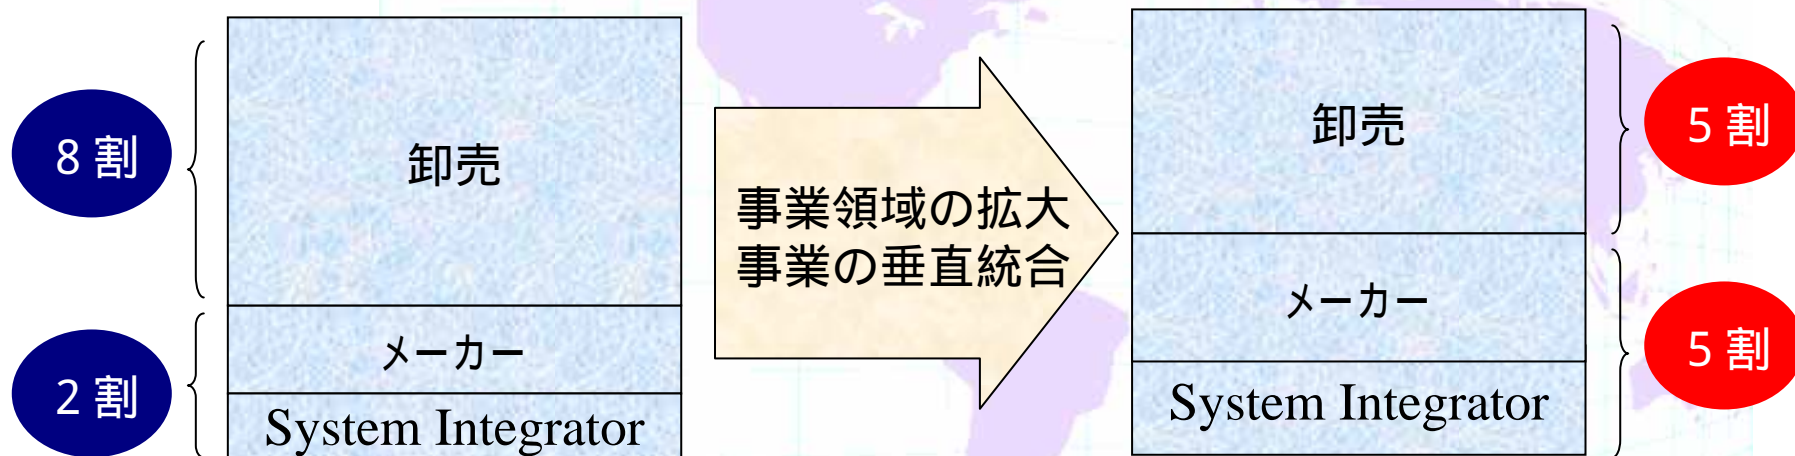 8 割
卸売
2 割
メーカー
System Integrator
事業領域の拡大
事業の垂直統合
卸売
5 割
メーカー
5 割
System Integrator